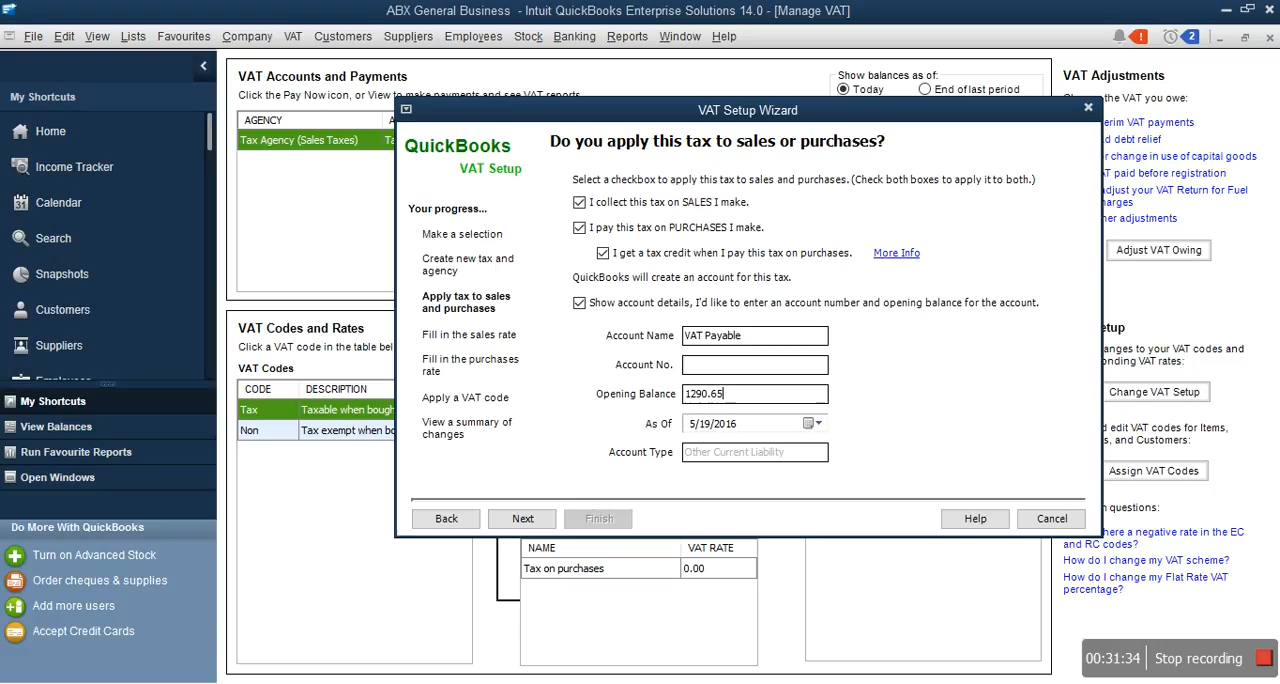 ABX General Business - Intuit QuickBooks Enterprise Solutions 14.0 - [Manage VAT]
File Edit View Lists Favourites Company VAT Customers Suppliers Employees Stock Banking Reports Window Help
! 2
My Shortcuts
Home
Income Tracker
Calendar
Search
Snapshots
Customers
Suppliers
My Shortcuts
View Balances
Run Favourite Reports
Open Windows
Do More With QuickBooks
Turn on Advanced Stock
Order cheques & supplies
Add more users
Accept Credit Cards
VAT Accounts and Payments
Click the Pay Now icon, or View to make payments and see VAT reports
Show balances as of:
Today End of last period
AGENCY
Tax Agency (Sales Taxes)
VAT Codes and Rates
Click a VAT code in the table bel
VAT Codes
CODE DESCRIPTION
Tax Taxable when bough
Non Tax exempt when bo
VAT Setup Wizard
QuickBooks
VAT Setup
Your progress...
Make a selection
Create new tax and
agency
Apply tax to sales
and purchases
Fill in the sales rate
Fill in the purchases
rate
Apply a VAT code
View a summary of
changes
Do you apply this tax to sales or purchases?
Select a checkbox to apply this tax to sales and purchases. (Check both boxes to apply it to both.)
I collect this tax on SALES I make.
I pay this tax on PURCHASES I make.
I get a tax credit when I pay this tax on purchases. More Info
QuickBooks will create an account for this tax.
Show account details, I'd like to enter an account number and opening balance for the account.
Account Name VAT Payable
Account No.
Opening Balance 1290.65
As Of 5/19/2016
Account Type Other Current Liability
Back Next Finish Help Cancel
NAME VAT RATE
Tax on purchases 0.00
VAT Adjustments
the VAT you owe:
erim VAT payments
d debt relief
r change in use of capital goods
T paid before registration
djust your VAT Return for Fuel
arges
her adjustments
Adjust VAT Owing
etup
anges to your VAT codes and
onding VAT rates:
Change VAT Setup
d edit VAT codes for Items,
s, and Customers:
Assign VAT Codes
n questions?
here a negative rate in the EC
and RC codes?
How do I change my VAT scheme?
How do I change my Flat Rate VAT
percentage?
00:31:34 Stop recording